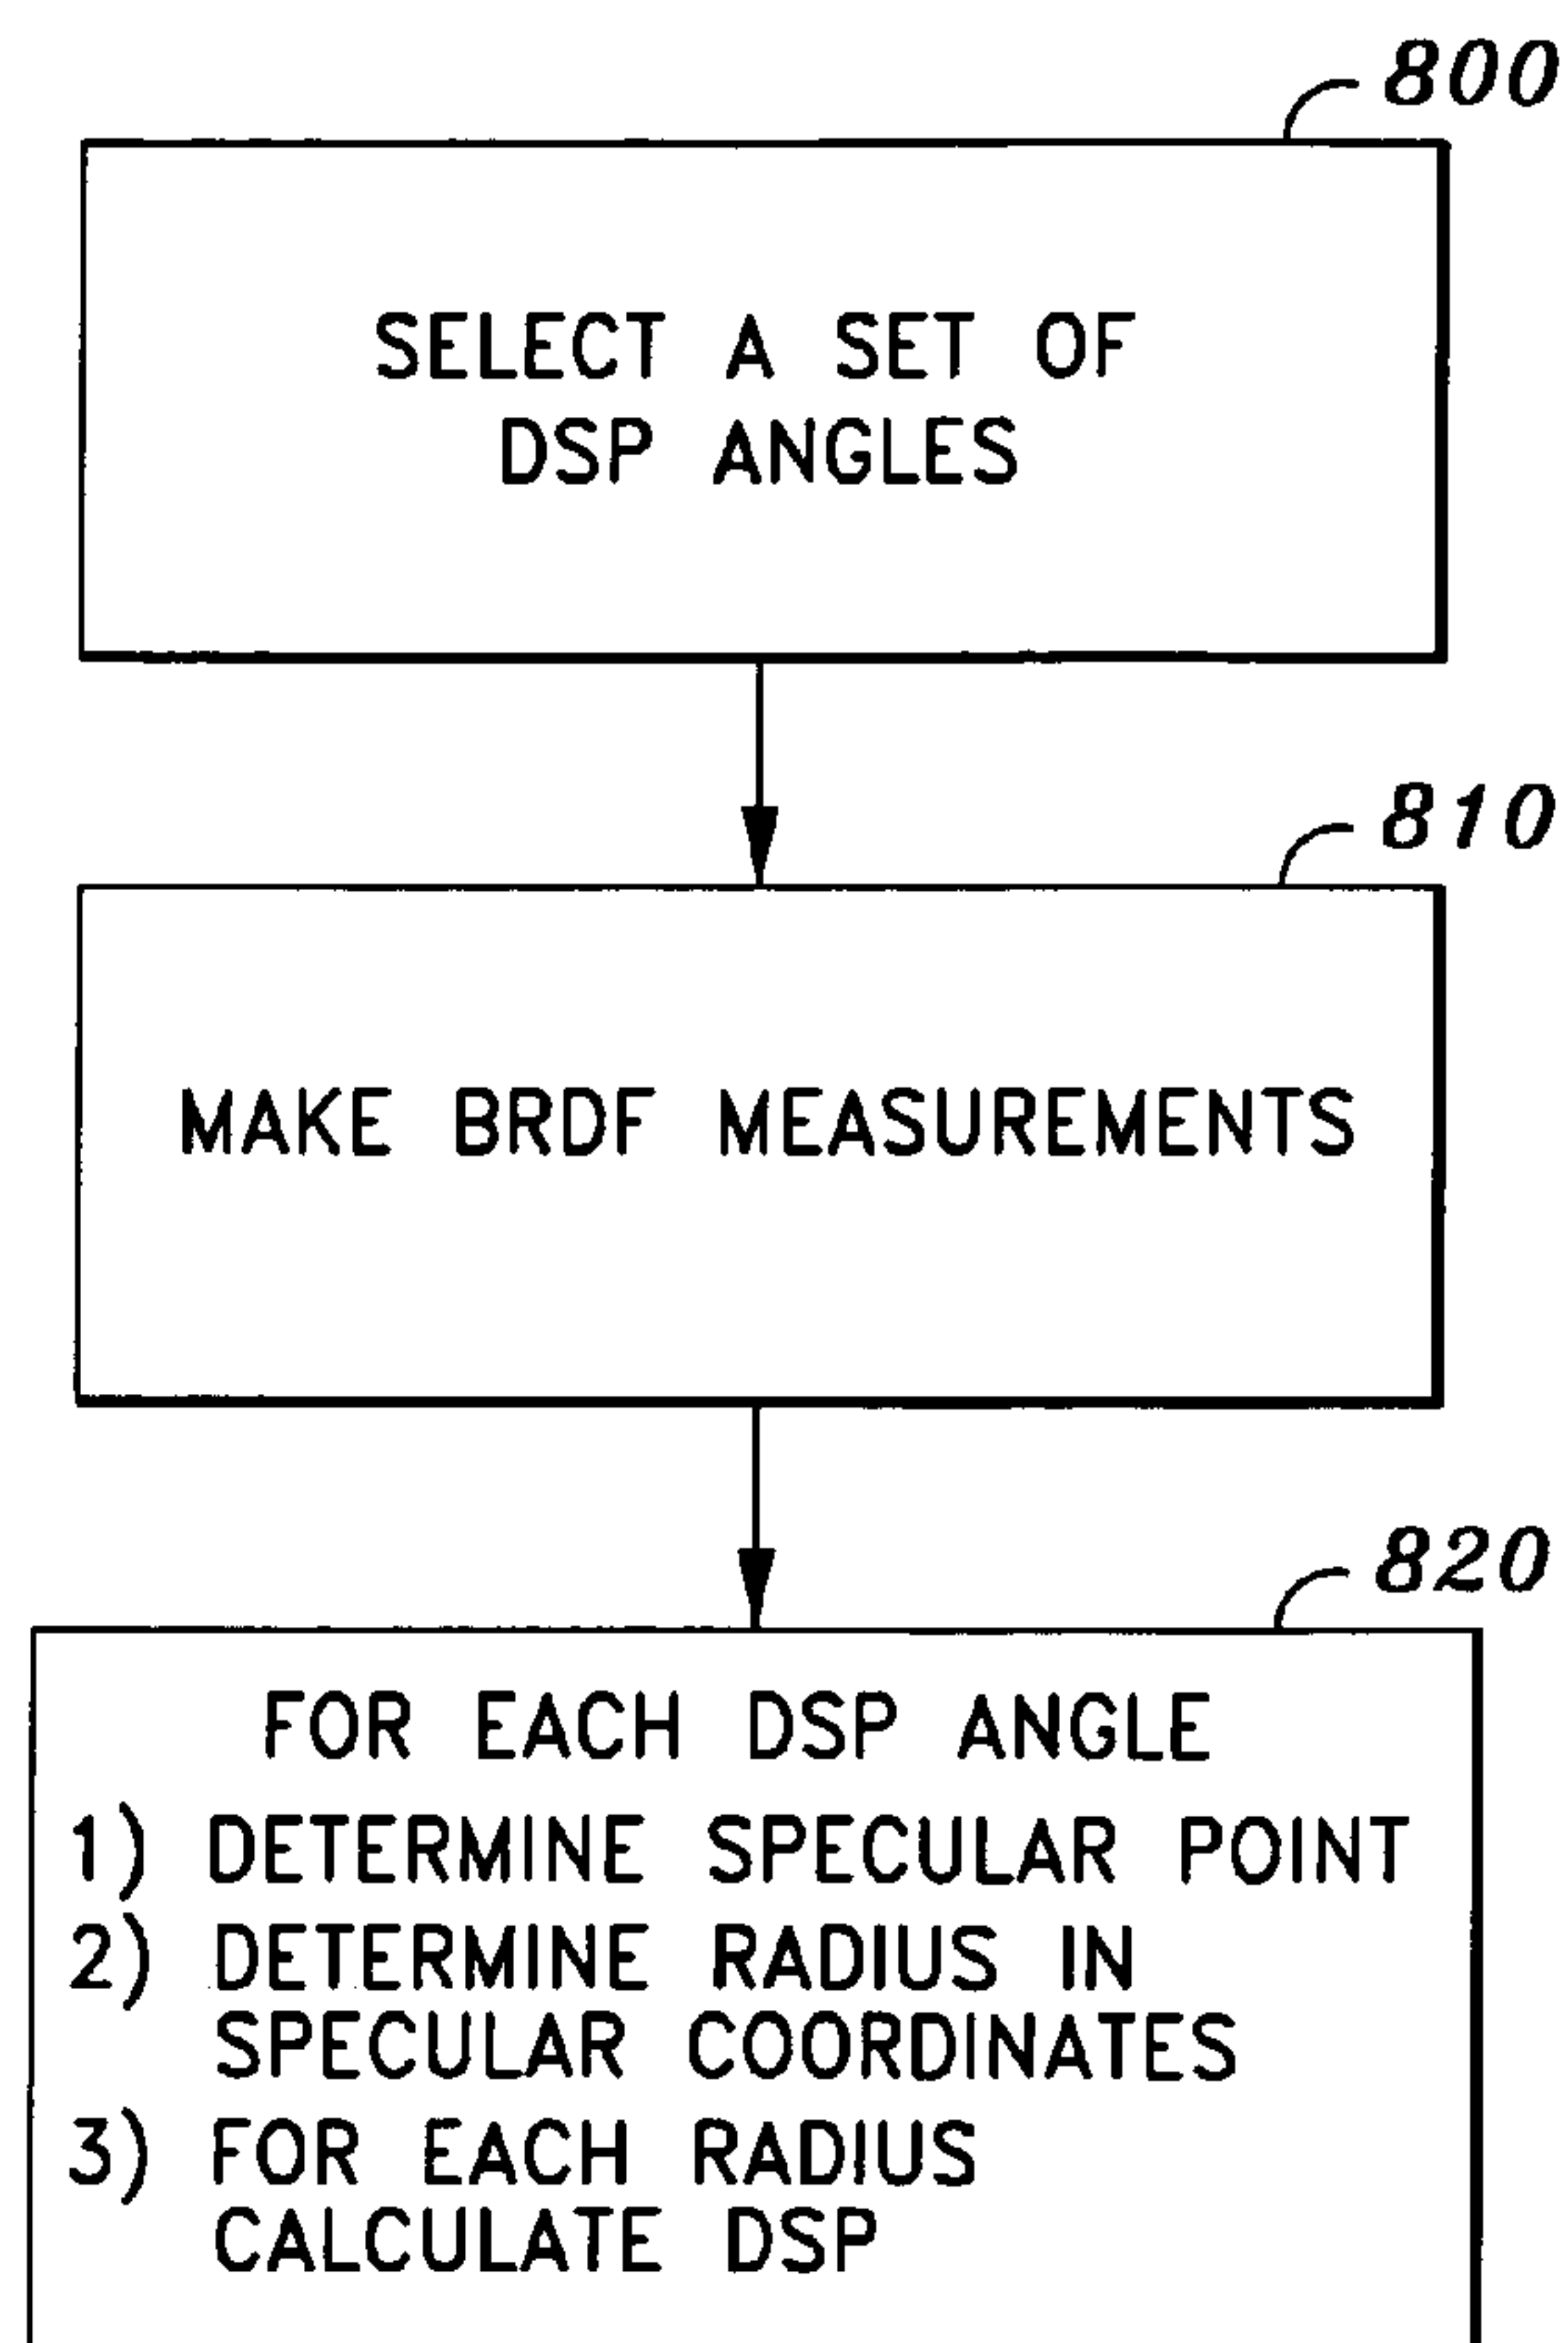 800
SELECT A SET OF
DSP ANGLES
810
MAKE BRDF MEASUREMENTS
820
FOR EACH DSP ANGLE
1) DETERMINE SPECULAR POINT
2) DETERMINE RADIUS IN
SPECULAR COORDINATES
3) FOR EACH RADIUS
CALCULATE DSP